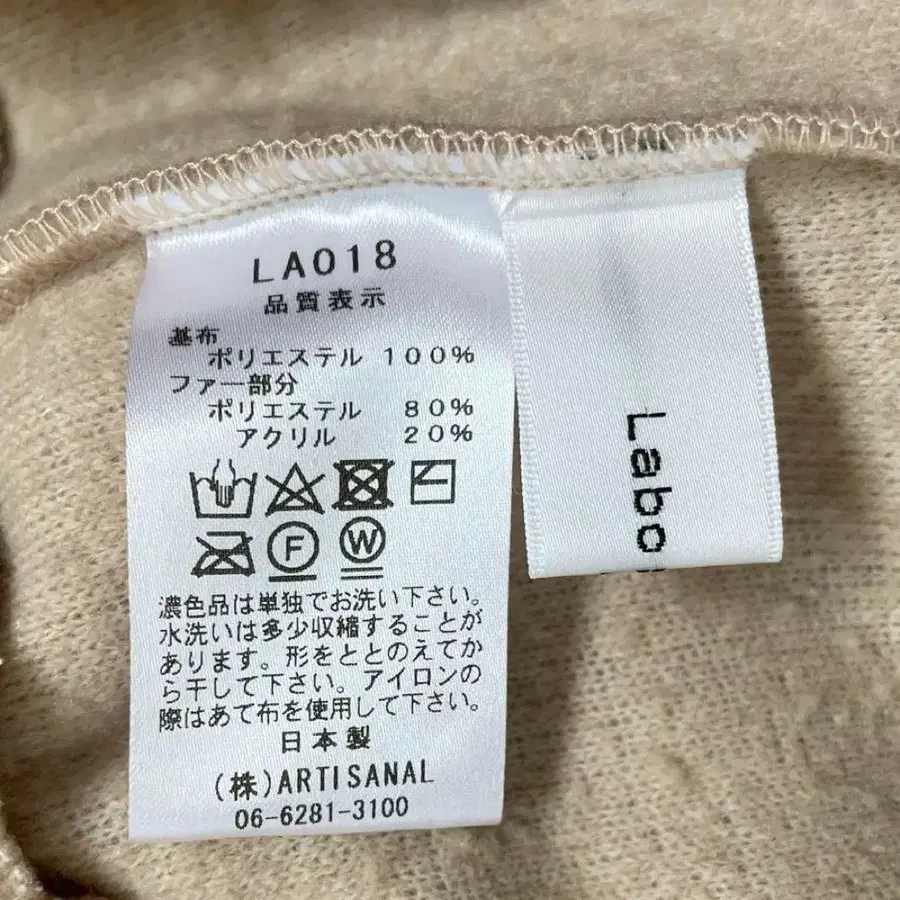 LA018
品質表示
基布
ポリエステル 100%
ファー部分
ポリエステル 80%
アクリル 20%
F
W
濃色品は単独でお洗い下さい。
水洗いは多少収縮することが
あります。形をととのえてか
ら干して下さい。アイロンの
際はあて布を使用して下さい。
日本製
(株)ARTISANAL
06-6281-3100
Labo